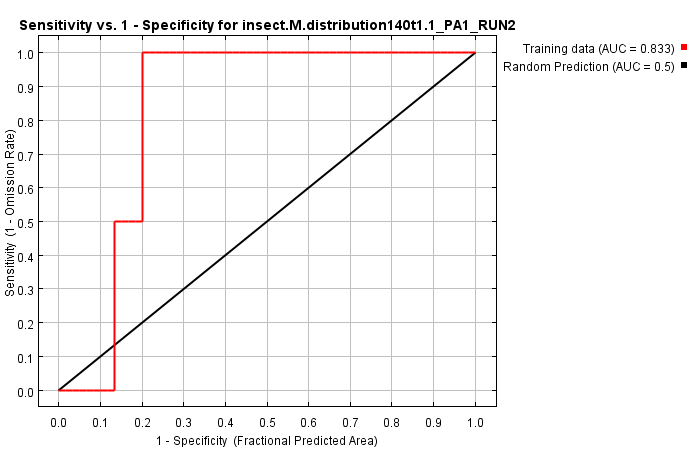 Sensitivity vs. 1 - Specificity for insect.M.distribution140t1.1_PA1_RUN2
Training data (AUC = 0.833)
Random Prediction (AUC = 0.5)
Sensitivity (1 - Omission Rate)
1.0
0.9
0.8
0.7
0.6
0.5
0.4
0.3
0.2
0.1
0.0
0.0 0.1 0.2 0.3 0.4 0.5 0.6 0.7 0.8 0.9 1.0
1 - Specificity (Fractional Predicted Area)